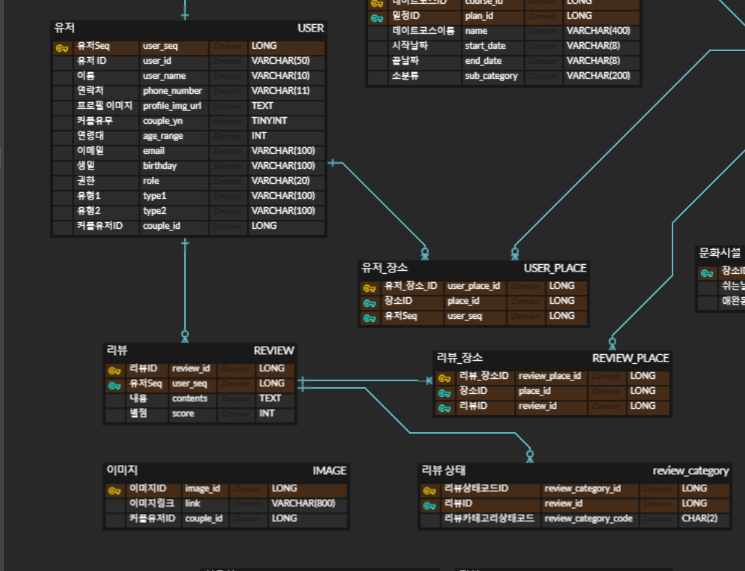 데이트코스ID course_id LONG
일정ID plan_id LONG
데이트코스이름 name VARCHAR(400)
시작날짜 start_date VARCHAR(8)
끝날짜 end_date VARCHAR(8)
소분류 sub_category VARCHAR(200)
유저 USER
유저Seq user_seq Domain LONG
유저 ID user_id Domain VARCHAR(50)
이름 user_name Domain VARCHAR(10)
연락처 phone_number Domain VARCHAR(11)
프로필 이미지 profile_img_url Domain TEXT
커플유무 couple_yn Domain TINYINT
연령대 age_range Domain INT
이메일 email Domain VARCHAR(100)
생일 birthday Domain VARCHAR(100)
권한 role Domain VARCHAR(20)
유형1 type1 Domain VARCHAR(100)
유형2 type2 Domain VARCHAR(100)
커플유저ID couple_id Domain LONG
유저_장소 USER_PLACE
유저_장소_ID user_place_id Domain LONG
장소ID place_id Domain LONG
유저Seq user_seq Domain LONG
문화시설
장소ID
쉬는날
애완동
리뷰 REVIEW
리뷰ID review_id Domain LONG
유저Seq user_seq Domain LONG
내용 contents Domain TEXT
별점 score Domain INT
리뷰_장소 REVIEW_PLACE
리뷰_장소ID review_place_id Domain LONG
장소ID place_id Domain LONG
리뷰ID review_id Domain LONG
이미지 IMAGE
이미지ID image_id Domain LONG
이미지링크 link Domain VARCHAR(800)
커플유저ID couple_id Domain LONG
리뷰 상태 review_category
리뷰상태코드ID review_category_id Domain LONG
리뷰ID review_id Domain LONG
리뷰카테고리상태코드 review_category_code Domain CHAR(2)